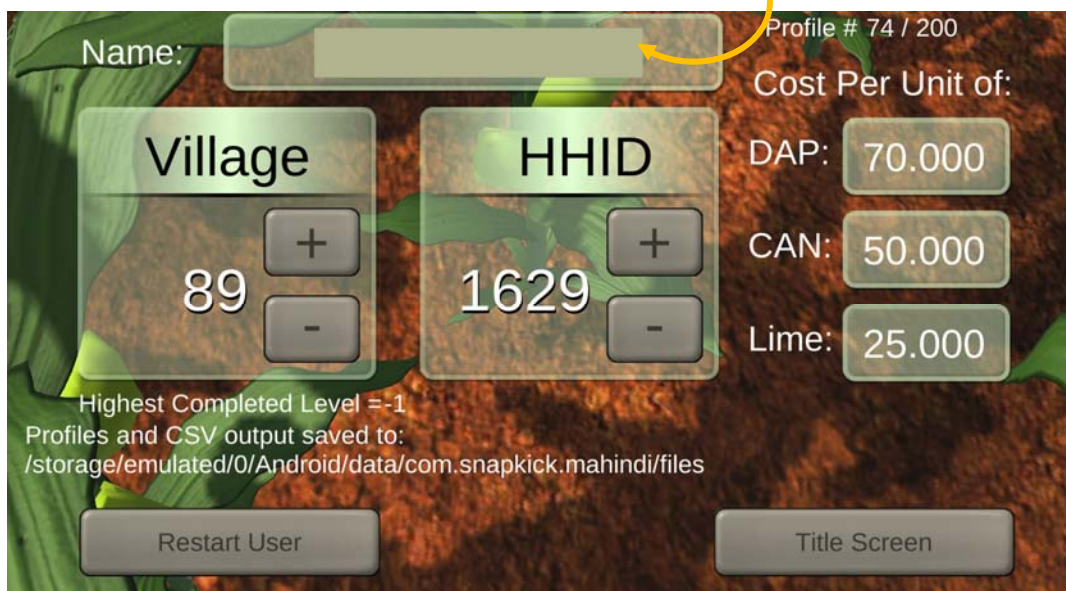 Name:
Profile # 74 / 200
Cost Per Unit of:
Village
HHID
DAP: 70.000
+
+
CAN: 50.000
89
1629
-
-
Lime: 25.000
Highest Completed Level =-1
Profiles and CSV output saved to:
/storage/emulated/0/Android/data/com.snapkick.mahindi/files
Restart User
Title Screen